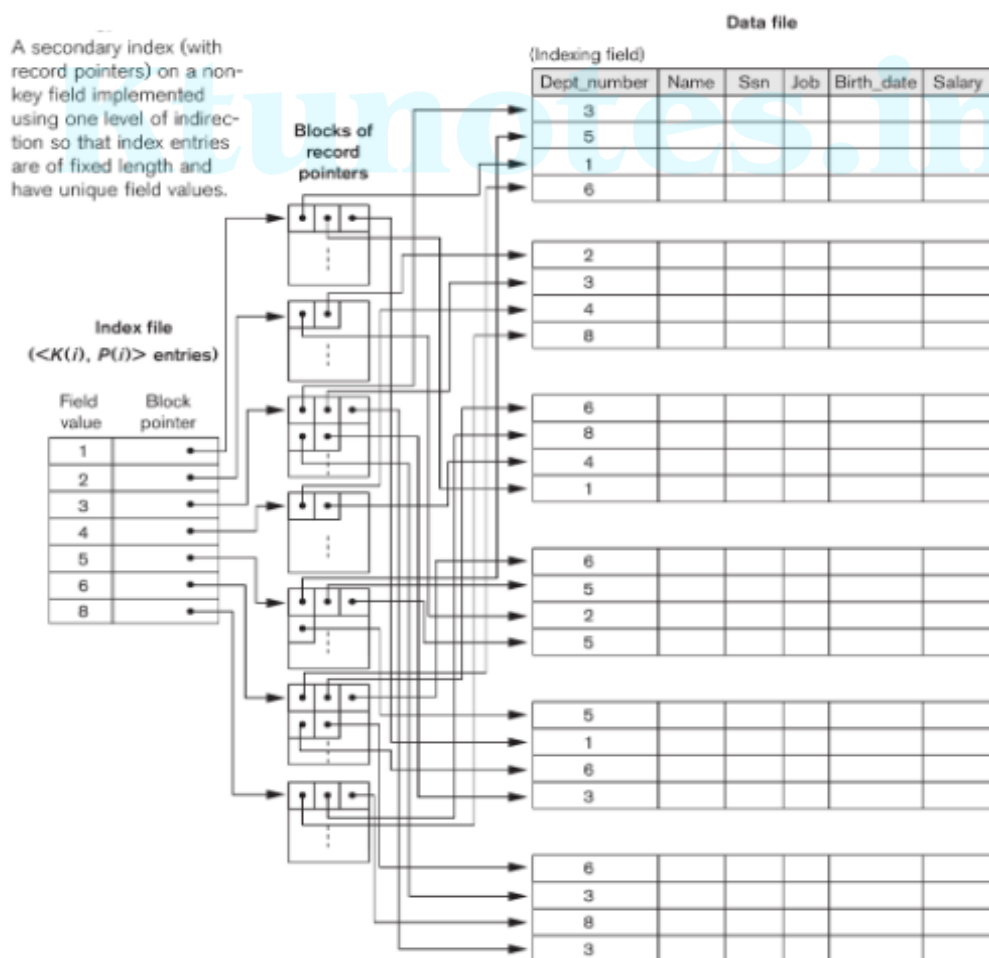 A secondary index (with
record pointers) on a non-
key field implemented
using one level of indirec-
tion so that index entries
are of fixed length and
have unique field values.
Blocks of
record
pointers
Index file
(<K(i), P(i)> entries)
Field value Block pointer
1
2
3
4
5
6
8
Data file
(Indexing field)
Dept_number Name Ssn Job Birth_date Salary
3
5
1
6
2
3
4
8
6
8
4
1
6
5
2
5
5
1
6
3
6
3
8
3